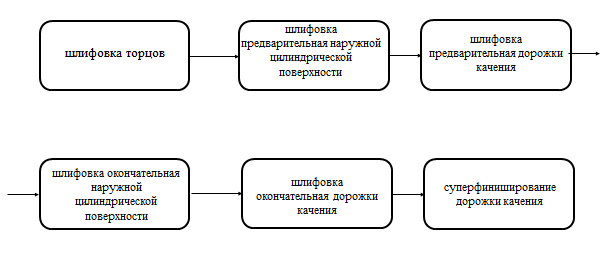 шлифовка торцов
шлифовка
предварительная наружной
цилиндрической
поверхности
шлифовка
предварительная дорожки
качения
шлифовка окончательная
наружной
цилиндрической
поверхности
шлифовка
окончательная дорожки
качения
суперфиниширование
дорожки качения